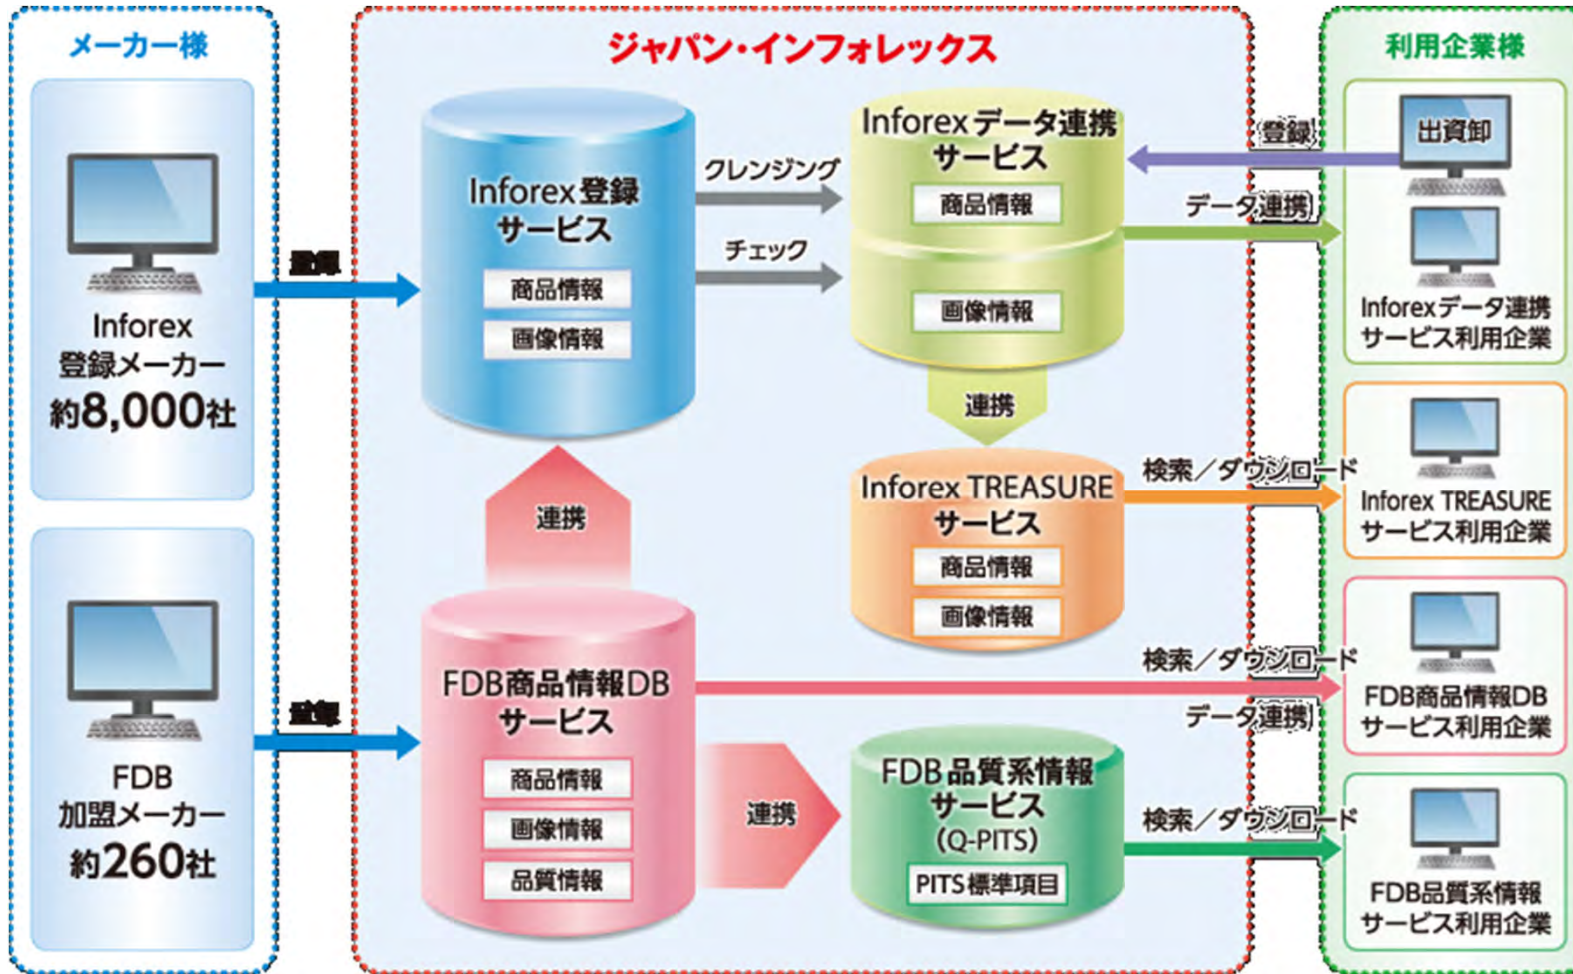 メーカー様
Inforex
登録メーカー
約8,000社
FDB
加盟メーカー
約260社
登録
登録
ジャパン・インフォレックス
Inforex登録
サービス
商品情報
画像情報
クレンジング
チェック
Inforexデータ連携
サービス
商品情報
画像情報
連携
連携
Inforex TREASURE
サービス
商品情報
画像情報
FDB商品情報DB
サービス
商品情報
画像情報
品質情報
連携
FDB品質系情報
サービス
(Q-PITS)
PITS標準項目
登録
データ連携
検索／ダウンロード
検索／ダウンロード
データ連携
検索／ダウンロード
利用企業様
出資卸
Inforexデータ連携
サービス利用企業
Inforex TREASURE
サービス利用企業
FDB商品情報DB
サービス利用企業
FDB品質系情報
サービス利用企業